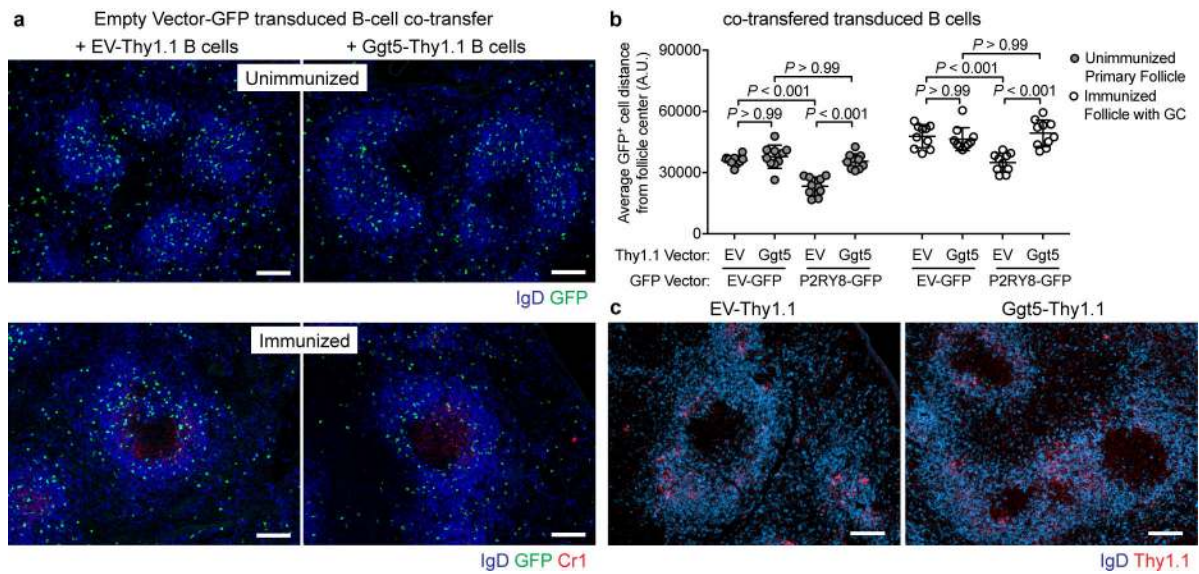 a
Empty Vector-GFP transduced B-cell co-transfer
+ EV-Thy1.1 B cells
+ Ggt5-Thy1.1 B cells
Unimmunized
IgD GFP
Immunized
IgD GFP Cr1
b
co-transfered transduced B cells
Average GFP+ cell distance
from follicle center (A.U.)
90000
60000
30000
0
P > 0.99
P < 0.001
P > 0.99
P < 0.001
P > 0.99
P < 0.001
P > 0.99
P < 0.001
Unimmunized
Primary Follicle
Immunized
Follicle with GC
Thy1.1 Vector: EV Ggt5 EV Ggt5 EV Ggt5 EV Ggt5
GFP Vector: EV-GFP P2RY8-GFP EV-GFP P2RY8-GFP
c
EV-Thy1.1
Ggt5-Thy1.1
IgD Thy1.1